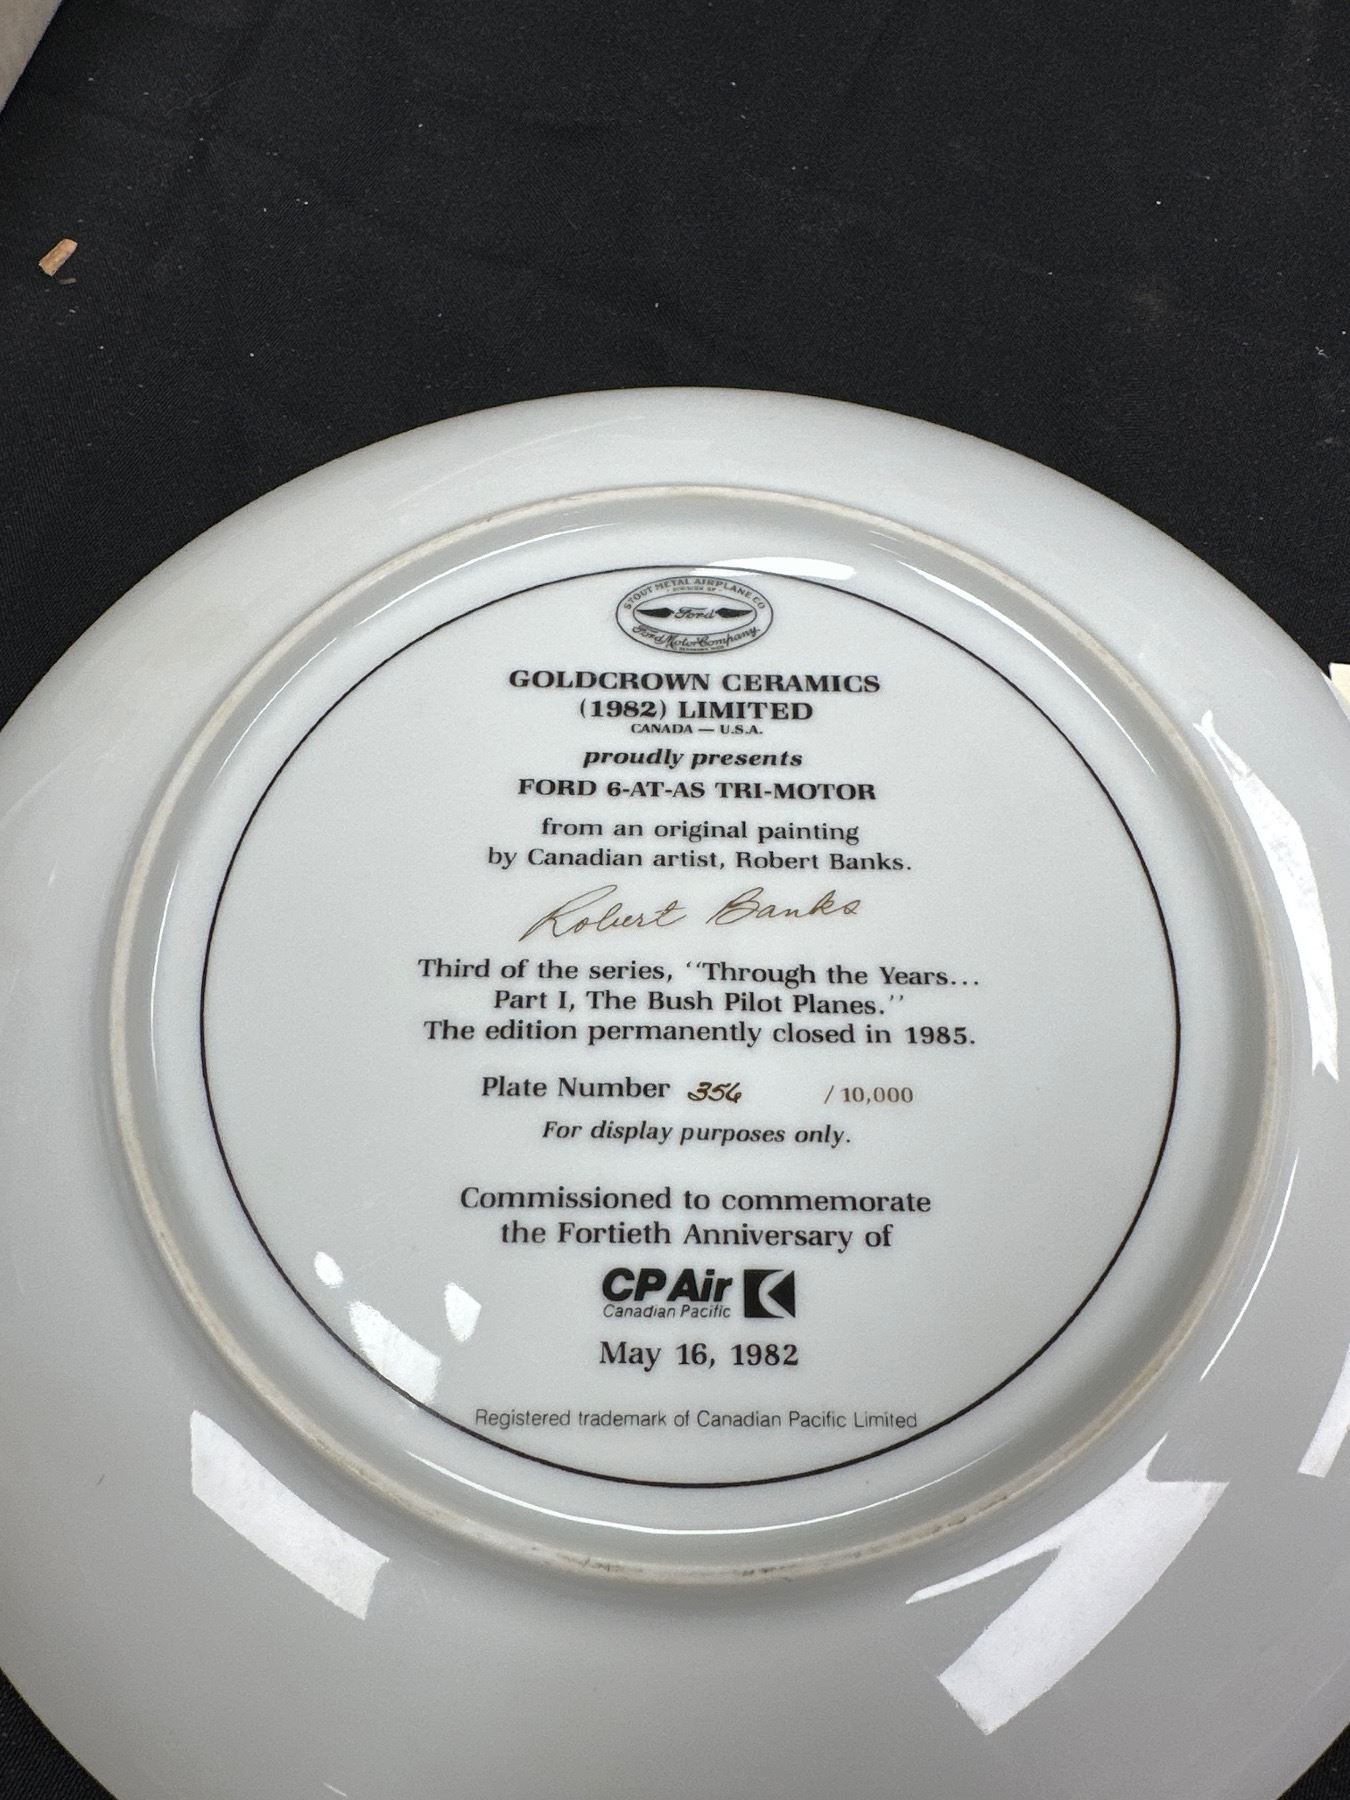 STOUT METAL AIRPLANE CO
DIVISION OF
Ford
Ford Motor Company
GOLDCROWN CERAMICS
(1982) LIMITED
CANADA — U.S.A.
proudly presents
FORD 6-AT-AS TRI-MOTOR
from an original painting
by Canadian artist, Robert Banks.
Robert Banks
Third of the series, ‘‘Through the Years...
Part I, The Bush Pilot Planes.’’
The edition permanently closed in 1985.
Plate Number 356 / 10,000
For display purposes only.
Commissioned to commemorate
the Fortieth Anniversary of
CP Air
Canadian Pacific
May 16, 1982
Registered trademark of Canadian Pacific Limited